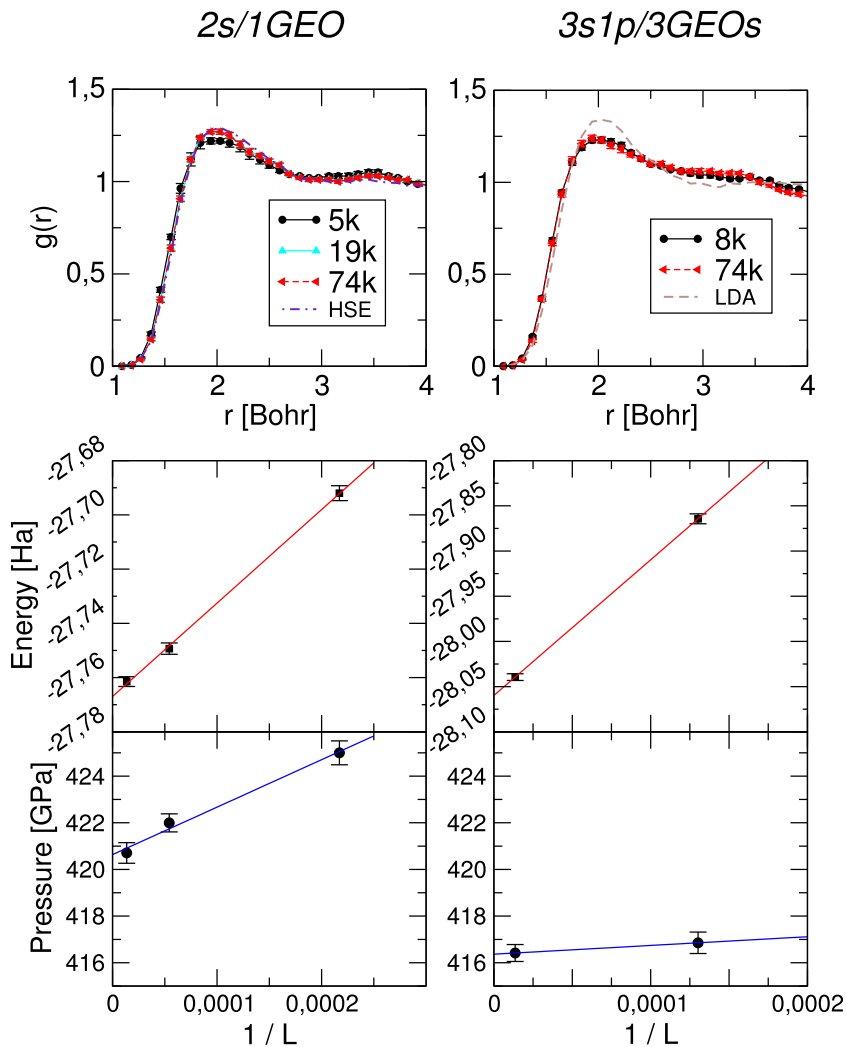 2s/1GEO 3s1p/3GEOs
1,5 1,5
1 1
0,5 0,5
0 0
g(r)
5k
19k
74k
HSE
8k
74k
LDA
1 2 3 4 1 2 3 4
r [Bohr] r [Bohr]
-27,68 -27,80
-27,70 -27,85
-27,72 -27,90
-27,74 -27,95
-27,76 -28,00
-27,78 -28,05
-28,10
Energy [Ha]
424 424
422 422
420 420
418 418
416 416
Pressure [GPa]
0 0,0001 0,0002 0 0,0001 0,0002
1 / L 1 / L